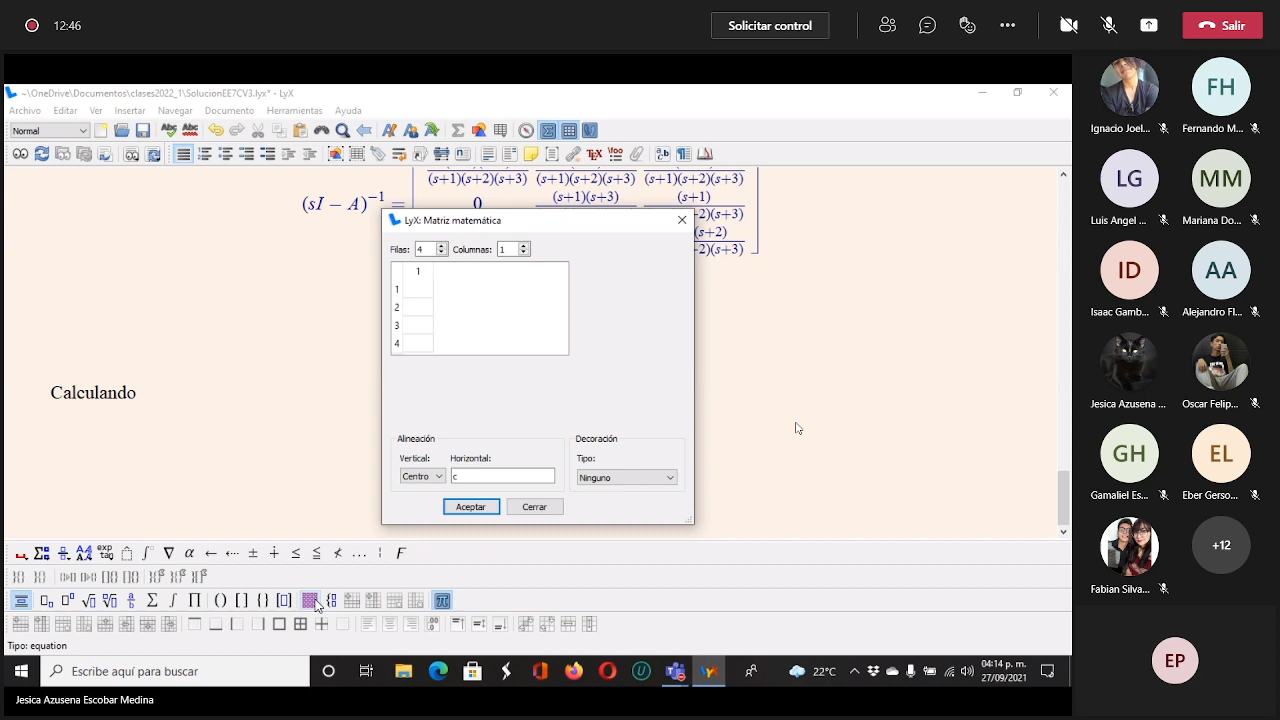 12:46
Solicitar control
Salir
~\OneDrive\Documentos\clases2022_1\SolucionEE7CV3.lyx* - LyX
Archivo Editar Ver Insertar Navegar Documento Herramientas Ayuda
Normal
(s+1)(s+2)(s+3) (s+1)(s+2)(s+3) (s+1)(s+2)(s+3)
(sI − A)⁻¹ = 0 (s+1)(s+3) (s+1)
-2)(s+3)
(s+2)
-2)(s+3)
LyX: Matriz matemática
Filas: 4 Columnas: 1
1
1
2
3
4
Alineación
Vertical: Horizontal:
Centro c
Decoración
Tipo:
Ninguno
Aceptar Cerrar
Calculando
Tipo: equation
Escribe aquí para buscar
22°C
04:14 p. m.
27/09/2021
Jesica Azusena Escobar Medina
Ignacio Joel...
FH
Fernando M...
LG
Luis Angel ...
MM
Mariana Do...
ID
Isaac Gamb...
AA
Alejandro Fl...
Jesica Azusena ...
Oscar Felip...
GH
Gamaliel Es...
EL
Eber Gerso...
Fabian Silva...
+12
EP